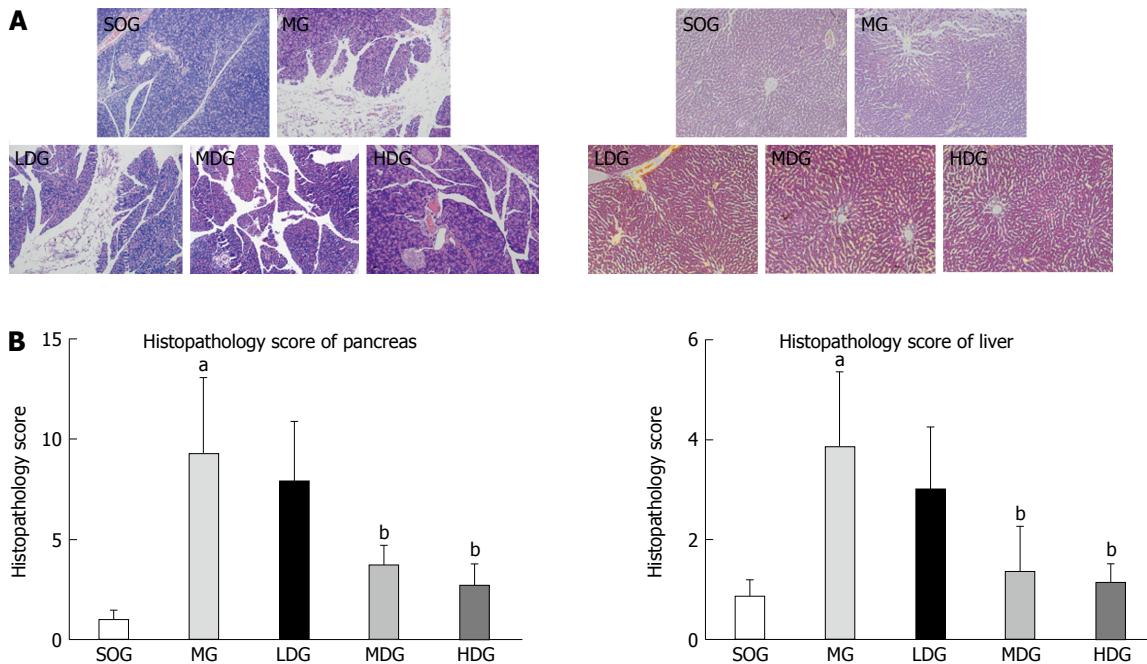 A
SOG MG
LDG MDG HDG
SOG MG
LDG MDG HDG
B
Histopathology score of pancreas
Histopathology score
15
10
5
0
a
b
b
SOG MG LDG MDG HDG
Histopathology score of liver
Histopathology score
6
4
2
0
a
b
b
SOG MG LDG MDG HDG